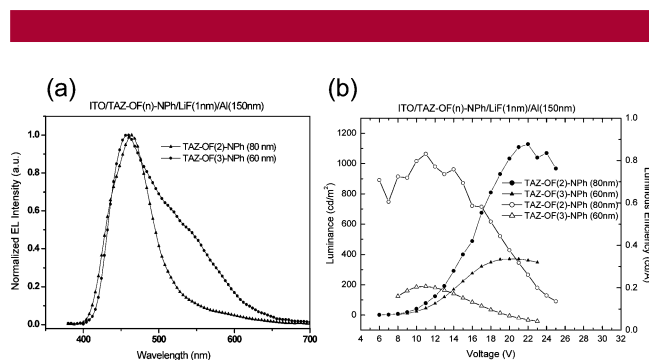 (a)
ITO/TAZ-OF(n)-NPh/LiF(1nm)/Al(150nm)
Normalized EL Intensity (a.u.)
1.0
0.8
0.6
0.4
0.2
0.0
TAZ-OF(2)-NPh (80 nm)
TAZ-OF(3)-NPh (60 nm)
400
500
600
700
Wavelength (nm)
(b)
ITO/TAZ-OF(n)-NPh/LiF(1nm)/Al(150nm)
Luminance (cd/m²)
1200
1000
800
600
400
200
0
TAZ-OF(2)-NPh (80nm)
TAZ-OF(3)-NPh (60nm)
TAZ-OF(2)-NPh (80nm)
TAZ-OF(3)-NPh (60nm)
1.0
0.8
0.6
0.4
0.2
0.0
Luminous Efficiency (cd/A)
4 6 8 10 12 14 16 18 20 22 24 26 28 30 32
Voltage (V)